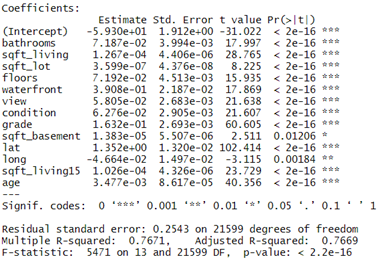 Coefficients:
Estimate Std. Error t value Pr(>|t|)
(Intercept) -5.930e+01 1.912e+00 -31.022 < 2e-16 ***
bathrooms 7.187e-02 3.994e-03 17.997 < 2e-16 ***
sqft_living 1.267e-04 4.406e-06 28.765 < 2e-16 ***
sqft_lot 3.599e-07 4.376e-08 8.225 < 2e-16 ***
floors 7.192e-02 4.513e-03 15.935 < 2e-16 ***
waterfront 3.908e-01 2.187e-02 17.869 < 2e-16 ***
view 5.805e-02 2.683e-03 21.638 < 2e-16 ***
condition 6.276e-02 2.905e-03 21.607 < 2e-16 ***
grade 1.632e-01 2.693e-03 60.605 < 2e-16 ***
sqft_basement 1.383e-05 5.507e-06 2.511 0.01206 *
lat 1.352e+00 1.320e-02 102.414 < 2e-16 ***
long -4.664e-02 1.497e-02 -3.115 0.00184 **
sqft_living15 1.026e-04 4.326e-06 23.729 < 2e-16 ***
age 3.477e-03 8.617e-05 40.356 < 2e-16 ***
---
Signif. codes: 0 ‘***’ 0.001 ‘**’ 0.01 ‘*’ 0.05 ‘.’ 0.1 ‘ ’ 1
Residual standard error: 0.2543 on 21599 degrees of freedom
Multiple R-squared: 0.7671, Adjusted R-squared: 0.7669
F-statistic: 5471 on 13 and 21599 DF, p-value: < 2.2e-16